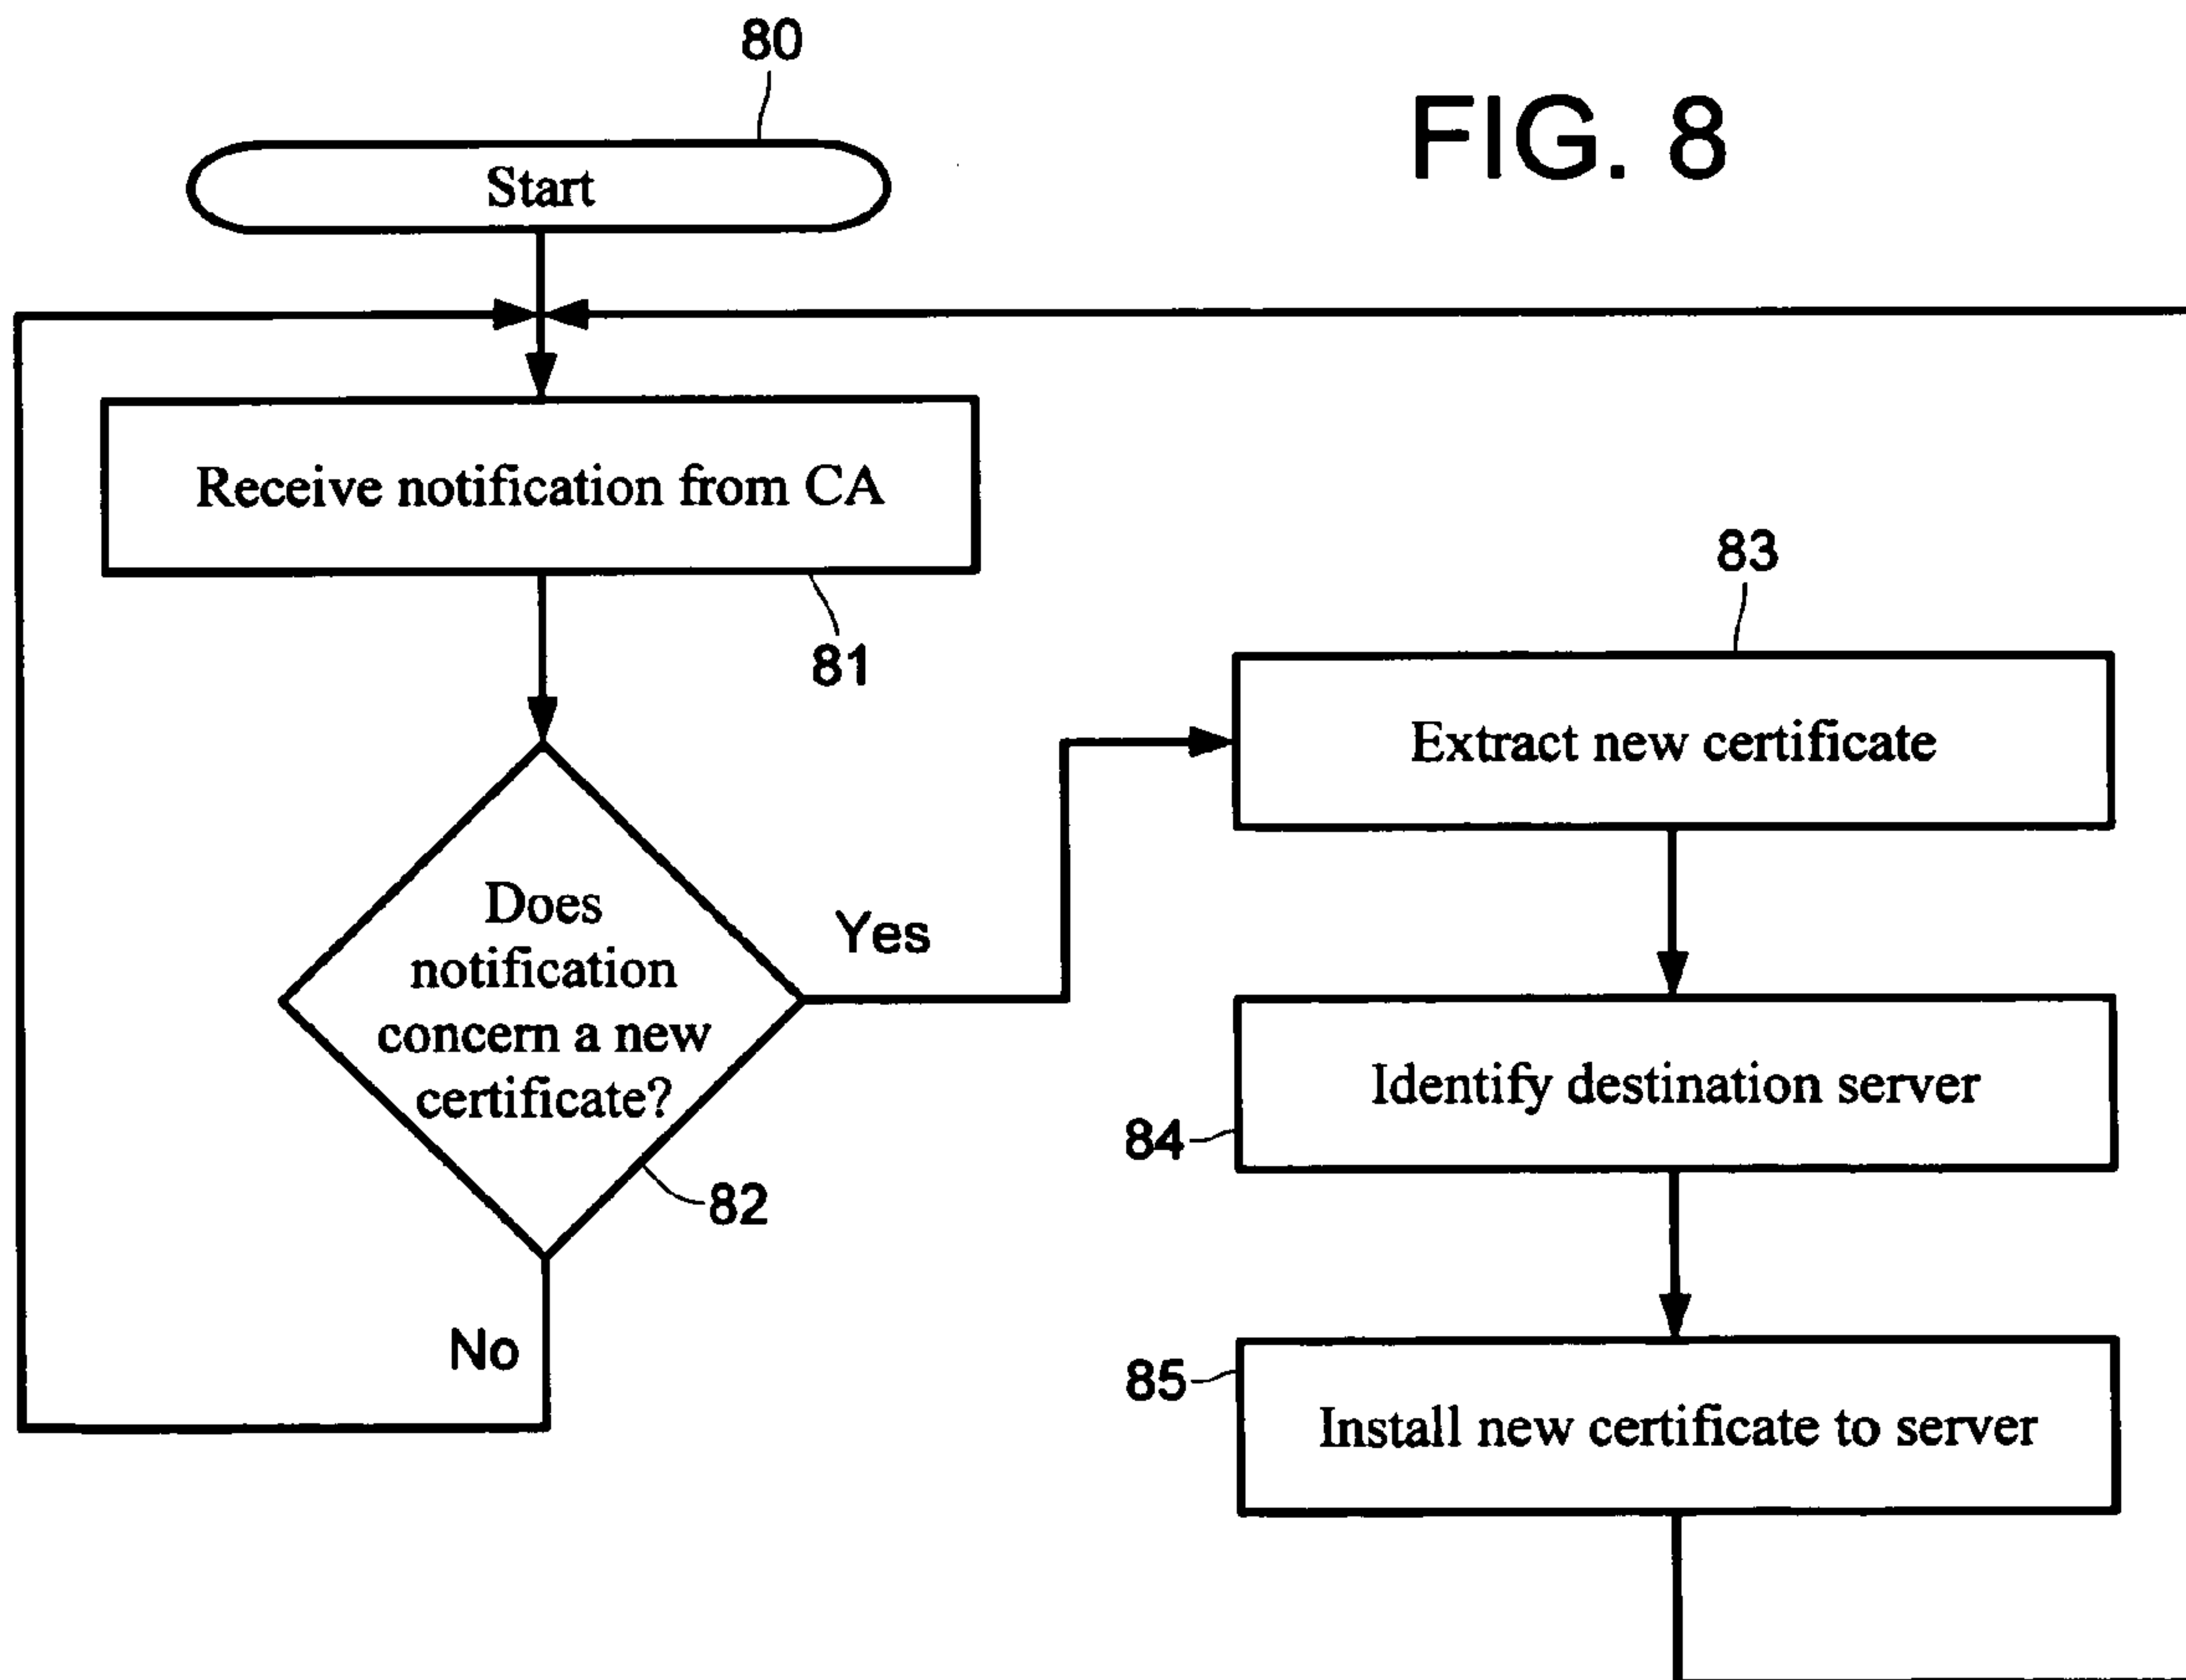 80
FIG. 8
Start
Receive notification from CA
81
83
Extract new certificate
Does
notification
concern a new
certificate?
Yes
82
No
Identify destination server
84
85
Install new certificate to server